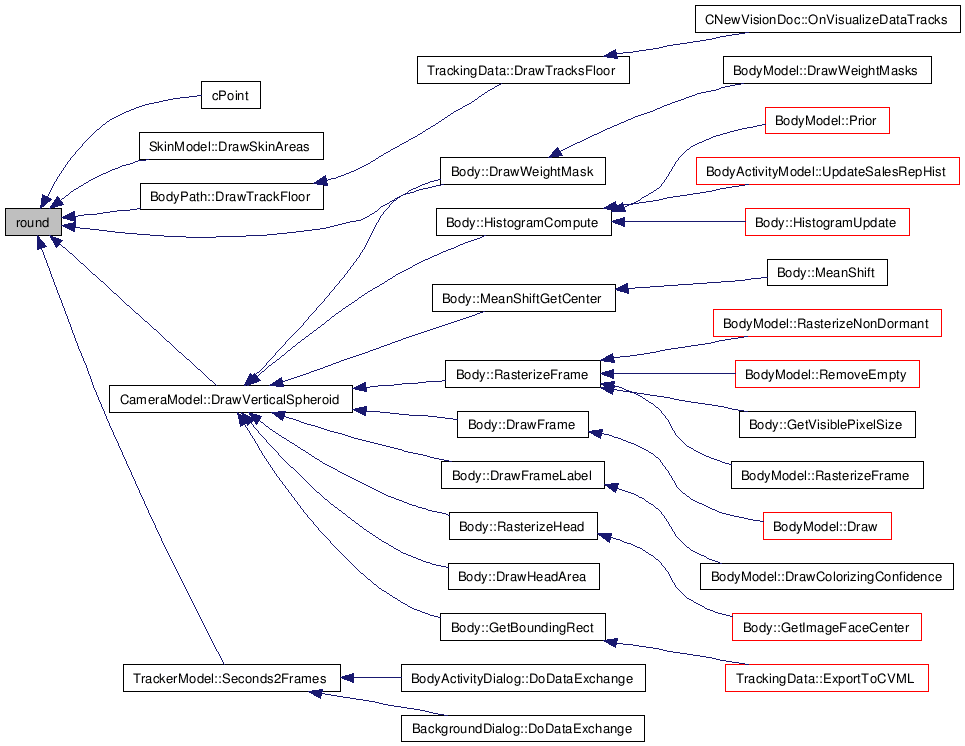 CNewVisionDoc::OnVisualizeDataTracks
TrackingData::DrawTracksFloor
BodyModel::DrawWeightMasks
cPoint
BodyModel::Prior
SkinModel::DrawSkinAreas
Body::DrawWeightMask
BodyActivityModel::UpdateSalesRepHist
BodyPath::DrawTrackFloor
round
Body::HistogramCompute
Body::HistogramUpdate
Body::MeanShift
Body::MeanShiftGetCenter
BodyModel::RasterizeNonDormant
Body::RasterizeFrame
BodyModel::RemoveEmpty
CameraModel::DrawVerticalSpheroid
Body::DrawFrame
Body::GetVisiblePixelSize
Body::DrawFrameLabel
BodyModel::RasterizeFrame
Body::RasterizeHead
BodyModel::Draw
Body::DrawHeadArea
BodyModel::DrawColorizingConfidence
Body::GetBoundingRect
Body::GetImageFaceCenter
TrackerModel::Seconds2Frames
BodyActivityDialog::DoDataExchange
TrackingData::ExportToCVML
BackgroundDialog::DoDataExchange